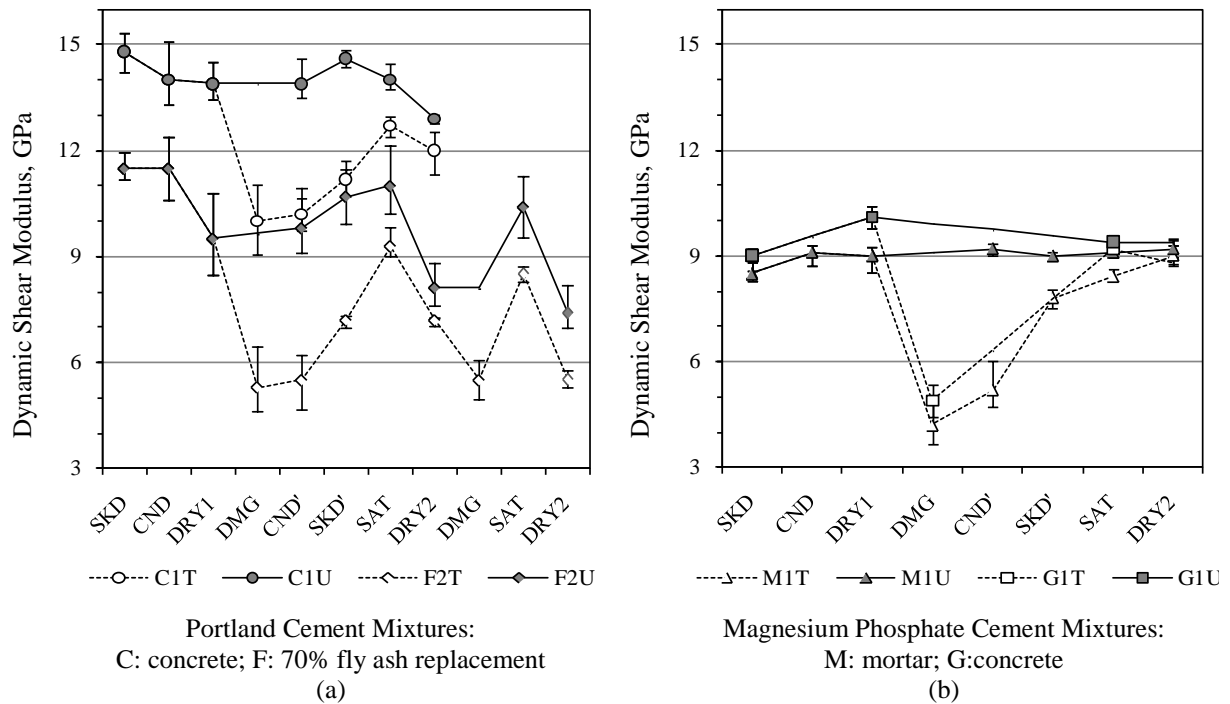 Dynamic Shear Modulus, GPa
15
12
9
6
3
SKD CND DRY1 DMG CND' SKD' SAT DRY2 DMG SAT DRY2
C1T C1U F2T F2U
Portland Cement Mixtures:
C: concrete; F: 70% fly ash replacement
(a)
Dynamic Shear Modulus, GPa
15
12
9
6
3
SKD CND DRY1 DMG CND' SKD' SAT DRY2
M1T M1U G1T G1U
Magnesium Phosphate Cement Mixtures:
M: mortar; G:concrete
(b)